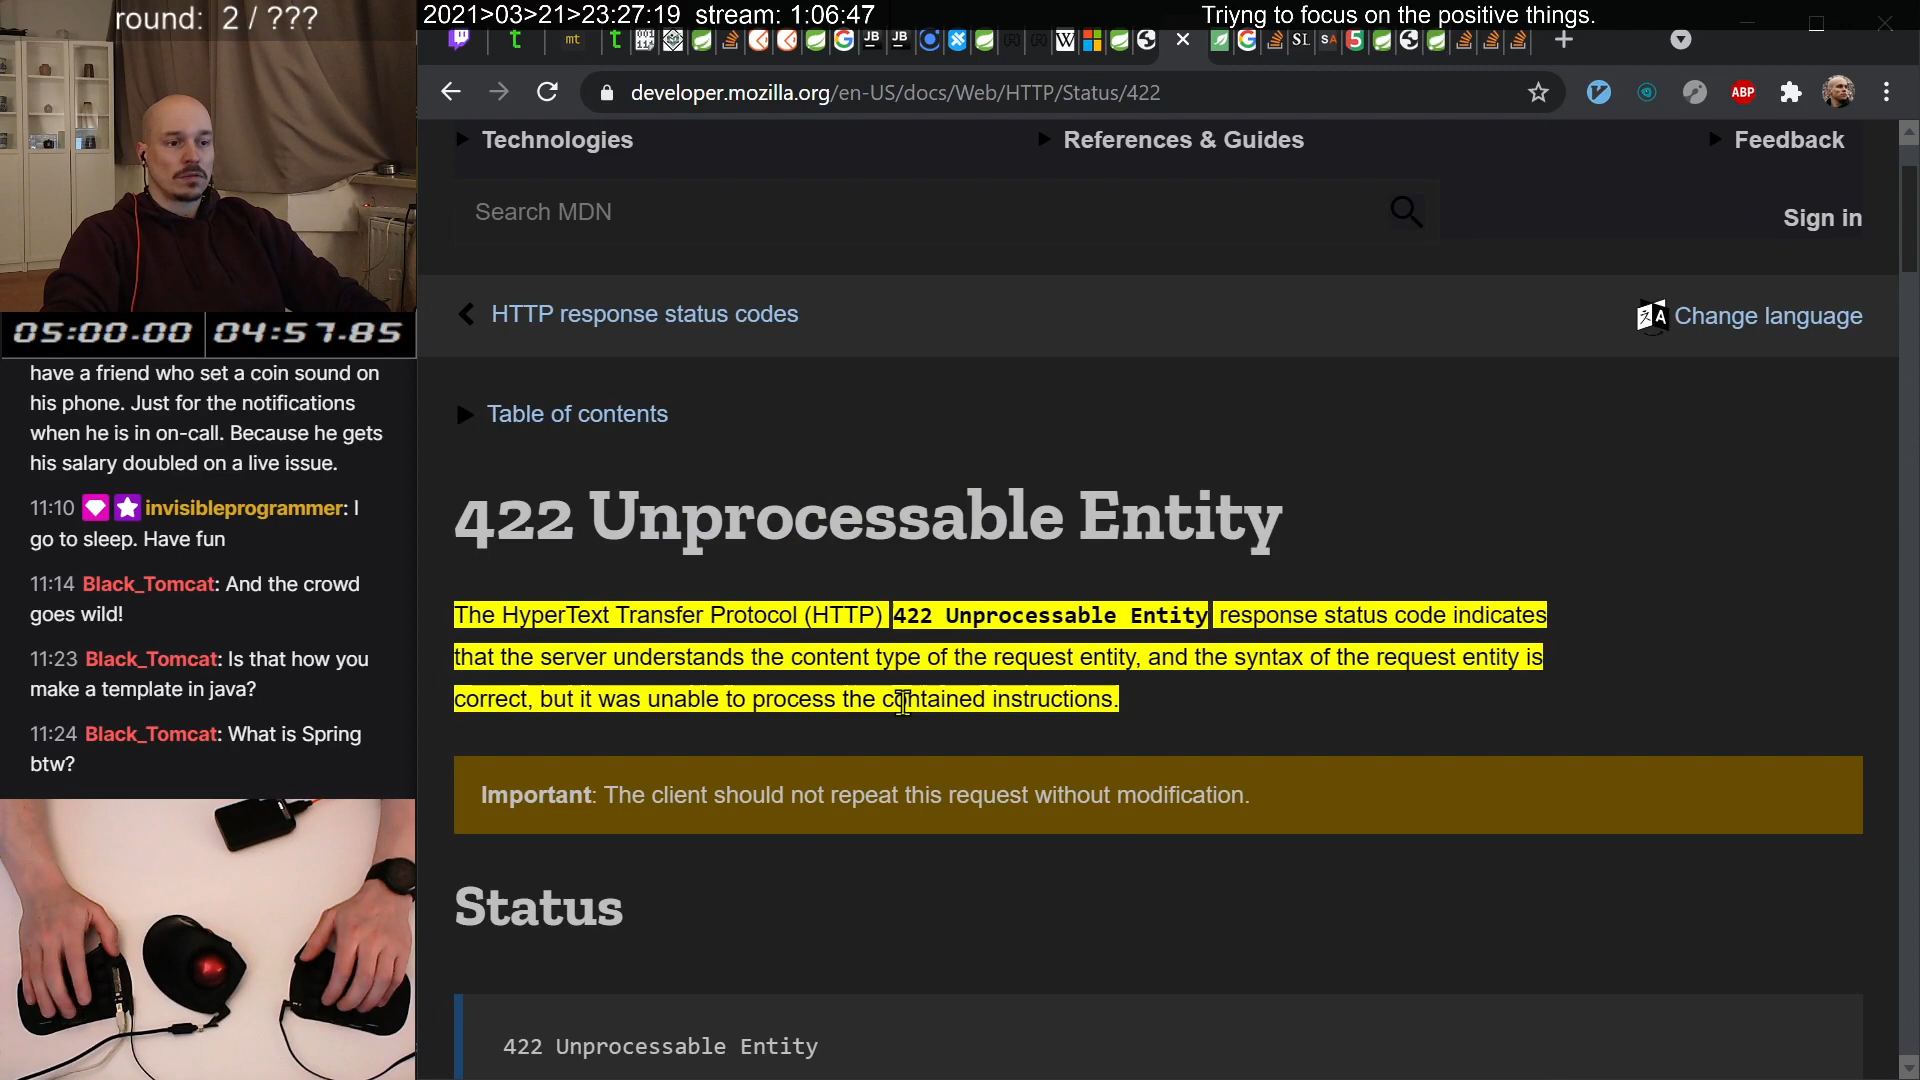 round: 2 / ???
2021>03>21>23:27:19 stream: 1:06:47
Triyng to focus on the positive things.
developer.mozilla.org/en-US/docs/Web/HTTP/Status/422
ABP
Technologies
References & Guides
Feedback
Search MDN
Sign in
HTTP response status codes
Change language
Table of contents
422 Unprocessable Entity
The HyperText Transfer Protocol (HTTP) 422 Unprocessable Entity response status code indicates
that the server understands the content type of the request entity, and the syntax of the request entity is
correct, but it was unable to process the contained instructions.
Important: The client should not repeat this request without modification.
Status
422 Unprocessable Entity
05:00.00 04:57.85
have a friend who set a coin sound on
his phone. Just for the notifications
when he is in on-call. Because he gets
his salary doubled on a live issue.
11:10 invisibleprogrammer: I
go to sleep. Have fun
11:14 Black_Tomcat: And the crowd
goes wild!
11:23 Black_Tomcat: Is that how you
make a template in java?
11:24 Black_Tomcat: What is Spring
btw?